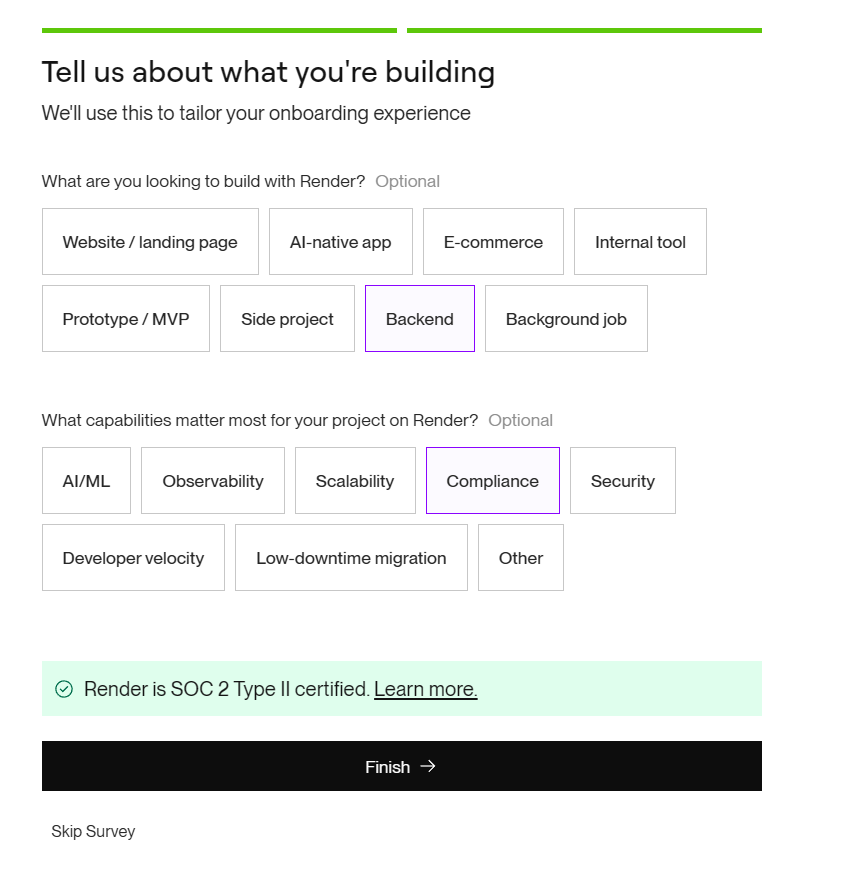 Tell us about what you're building
We'll use this to tailor your onboarding experience
What are you looking to build with Render? Optional
Website / landing page
AI-native app
E-commerce
Internal tool
Prototype / MVP
Side project
Backend
Background job
What capabilities matter most for your project on Render? Optional
AI/ML
Observability
Scalability
Compliance
Security
Developer velocity
Low-downtime migration
Other
Render is SOC 2 Type II certified. Learn more.
Finish →
Skip Survey